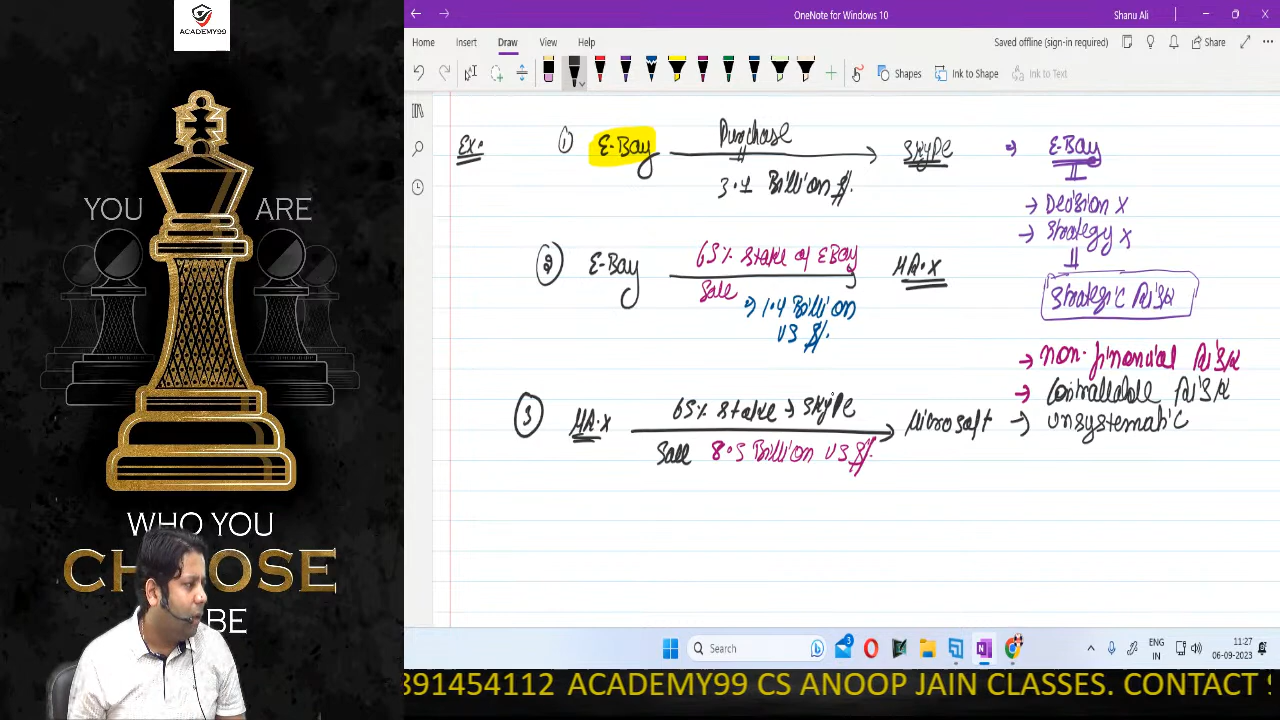 ACADEMY99
YOU ARE
WHO YOU
CHOOSE
BE
OneNote for Windows 10
Shanu Ali
Home Insert Draw View Help
Saved offline (sign-in required)
Share
Shapes
Ink to Shape
Ink to Text
Ex:
① E-Bay Purchase SkyPe
3.1 Billion $.
⇒ E-Bay
→ Decision X
→ Strategy X
Strategic Risk
② E-Bay 65% Stake of EBay MR.X
Sale
⇒ 1.4 Billion
US $.
→ non-financial Risk
→ Controllable Risk
→ unsystematic
③ MR.X 65% Stake → SkyPe Microsoft
Sale 8.5 Billion US $.
Search
3
ENG
IN
11:27
06-09-2023
391454112 ACADEMY99 CS ANOOP JAIN CLASSES. CONTACT